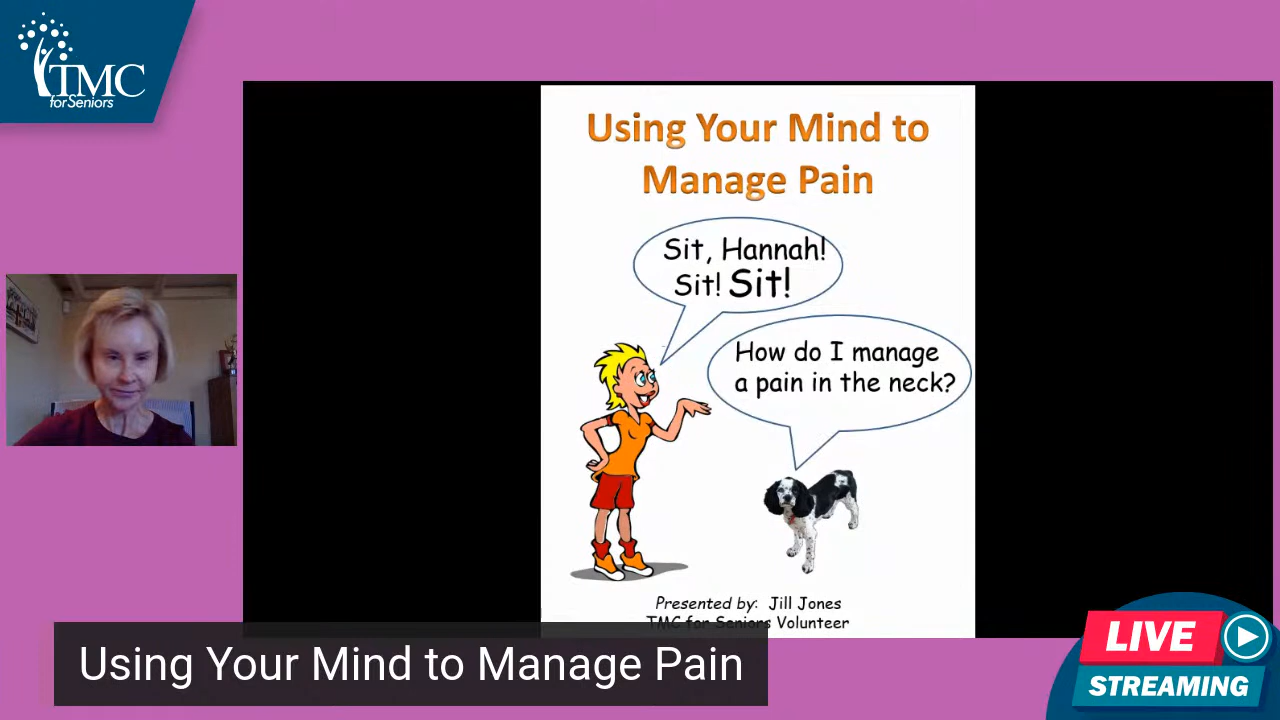 TMC
for Seniors
Using Your Mind to
Manage Pain
Sit, Hannah!
Sit! Sit!
How do I manage
a pain in the neck?
Presented by: Jill Jones
TMC for Seniors Volunteer
Using Your Mind to Manage Pain
LIVE
STREAMING